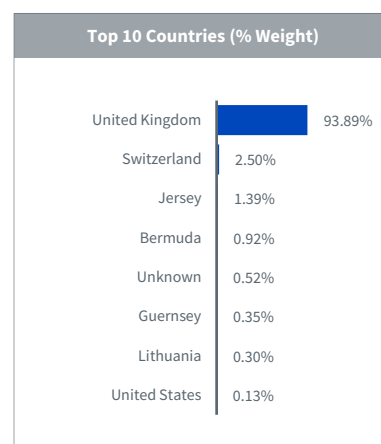 Top 10 Countries (% Weight)
United Kingdom 93.89%
Switzerland 2.50%
Jersey 1.39%
Bermuda 0.92%
Unknown 0.52%
Guernsey 0.35%
Lithuania 0.30%
United States 0.13%